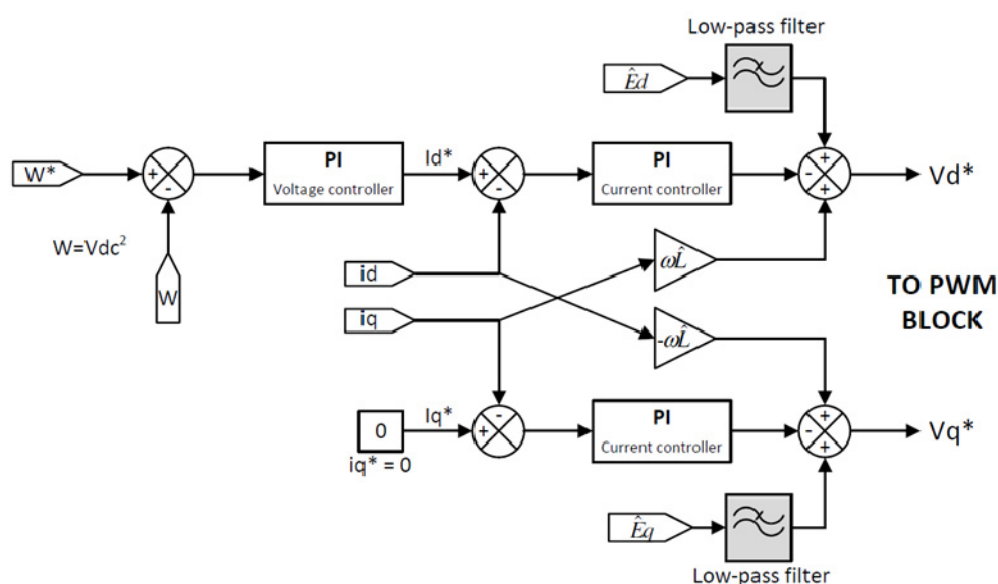 Low-pass filter
Êd
PI
Voltage controller
Id*
PI
Current controller
W*
+
-
+
-
+
-
+
Vd*
W=Vdc²
W
id
iq
ωL̂
-ωL̂
TO PWM
BLOCK
0
iq* = 0
Iq*
-
+
PI
Current controller
+
-
+
Vq*
Êq
Low-pass filter